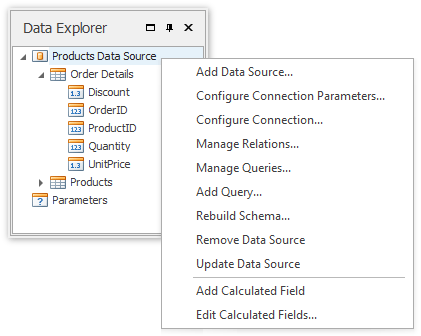 Data Explorer
Products Data Source
Order Details
1.3 Discount
123 OrderID
123 ProductID
123 Quantity
1.3 UnitPrice
Products
? Parameters
Add Data Source...
Configure Connection Parameters...
Configure Connection...
Manage Relations...
Manage Queries...
Add Query...
Rebuild Schema...
Remove Data Source
Update Data Source
Add Calculated Field
Edit Calculated Fields...